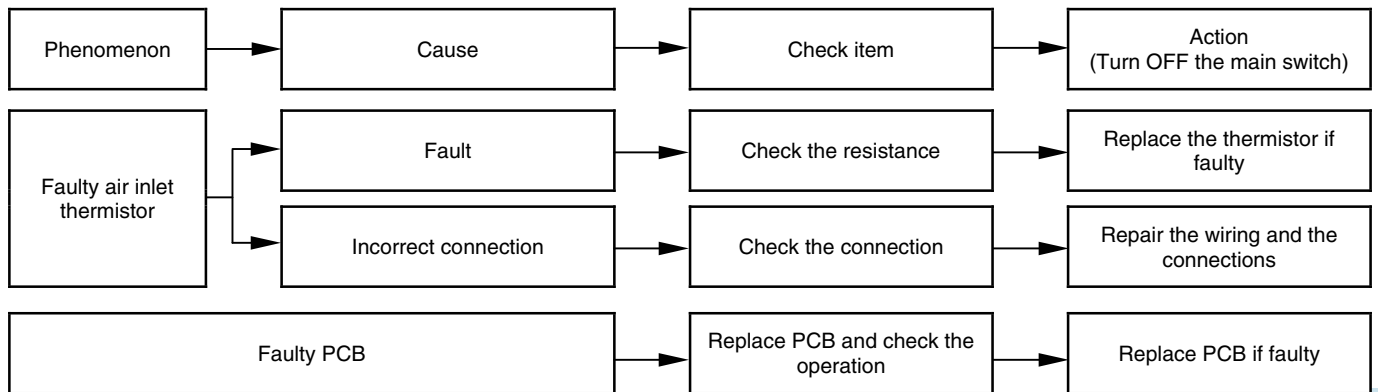 Phenomenon
Cause
Check item
Action
(Turn OFF the main switch)
Faulty air inlet
thermistor
Fault
Check the resistance
Replace the thermistor if
faulty
Incorrect connection
Check the connection
Repair the wiring and the
connections
Faulty PCB
Replace PCB and check the
operation
Replace PCB if faulty